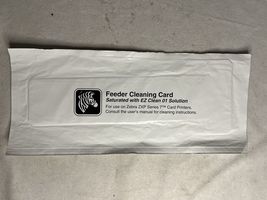 Feeder Cleaning Card
Saturated with EZ Clean 01 Solution
For use on Zebra ZXP Series 7™ Card Printers.
Consult the user's manual for cleaning instructions.